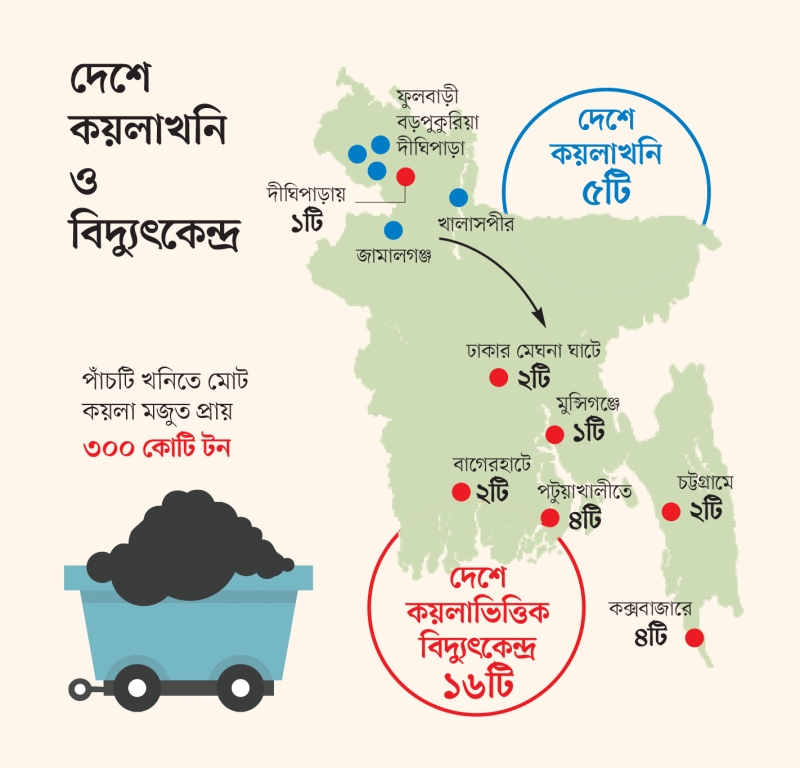 দেশে
কয়লাখনি
ও
বিদ্যুৎকেন্দ্র
ফুলবাড়ী
বড়পুকুরিয়া
দীঘিপাড়া
দেশে
কয়লাখনি
৫টি
দীঘিপাড়ায়
১টি
খালাসপীর
জামালগঞ্জ
ঢাকার মেঘনা ঘাটে
২টি
মুন্সিগঞ্জে
১টি
পাঁচটি খনিতে মোট
কয়লা মজুত প্রায়
৩০০ কোটি টন
বাগেরহাটে
২টি
পটুয়াখালীতে
৪টি
চট্টগ্রামে
২টি
দেশে
কয়লাভিত্তিক
বিদ্যুৎকেন্দ্র
১৬টি
কক্সবাজারে
৪টি